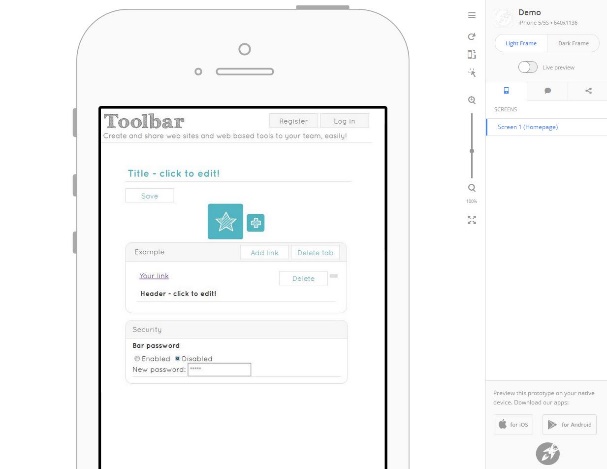 Demo
iPhone 5/5S • 640x1136
Light Frame Dark Frame
Live preview
SCREENS
Screen 1 (Homepage)
100%
Toolbar
Register Log in
Create and share web sites and web based tools to your team, easily!
Title - click to edit!
Save
Example Add link Delete tab
Your link Delete
Header - click to edit!
Security
Bar password
Enabled Disabled
New password: *****
Preview this prototype on your native
device. Download our apps:
for iOS for Android